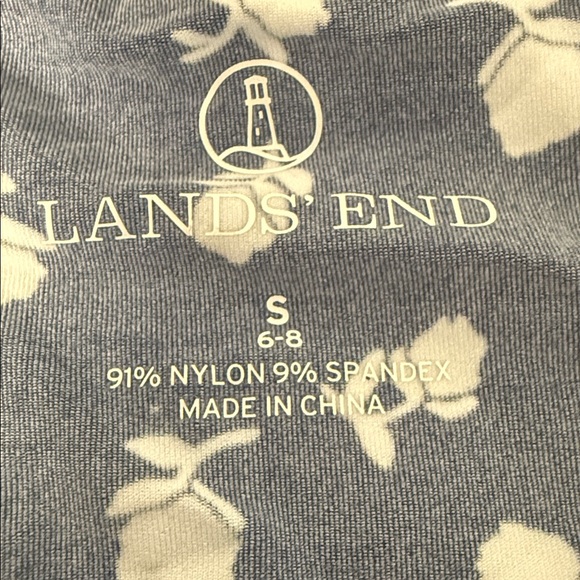 LANDS' END
S
6-8
91% NYLON 9% SPANDEX
MADE IN CHINA